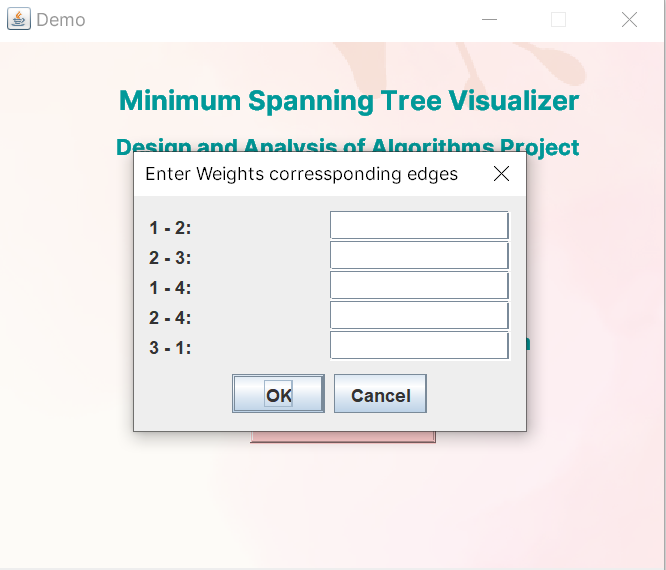 Demo
Minimum Spanning Tree Visualizer
Design and Analysis of Algorithms Project
Enter Weights corressponding edges
1 - 2:
2 - 3:
1 - 4:
2 - 4:
3 - 1:
OK
Cancel